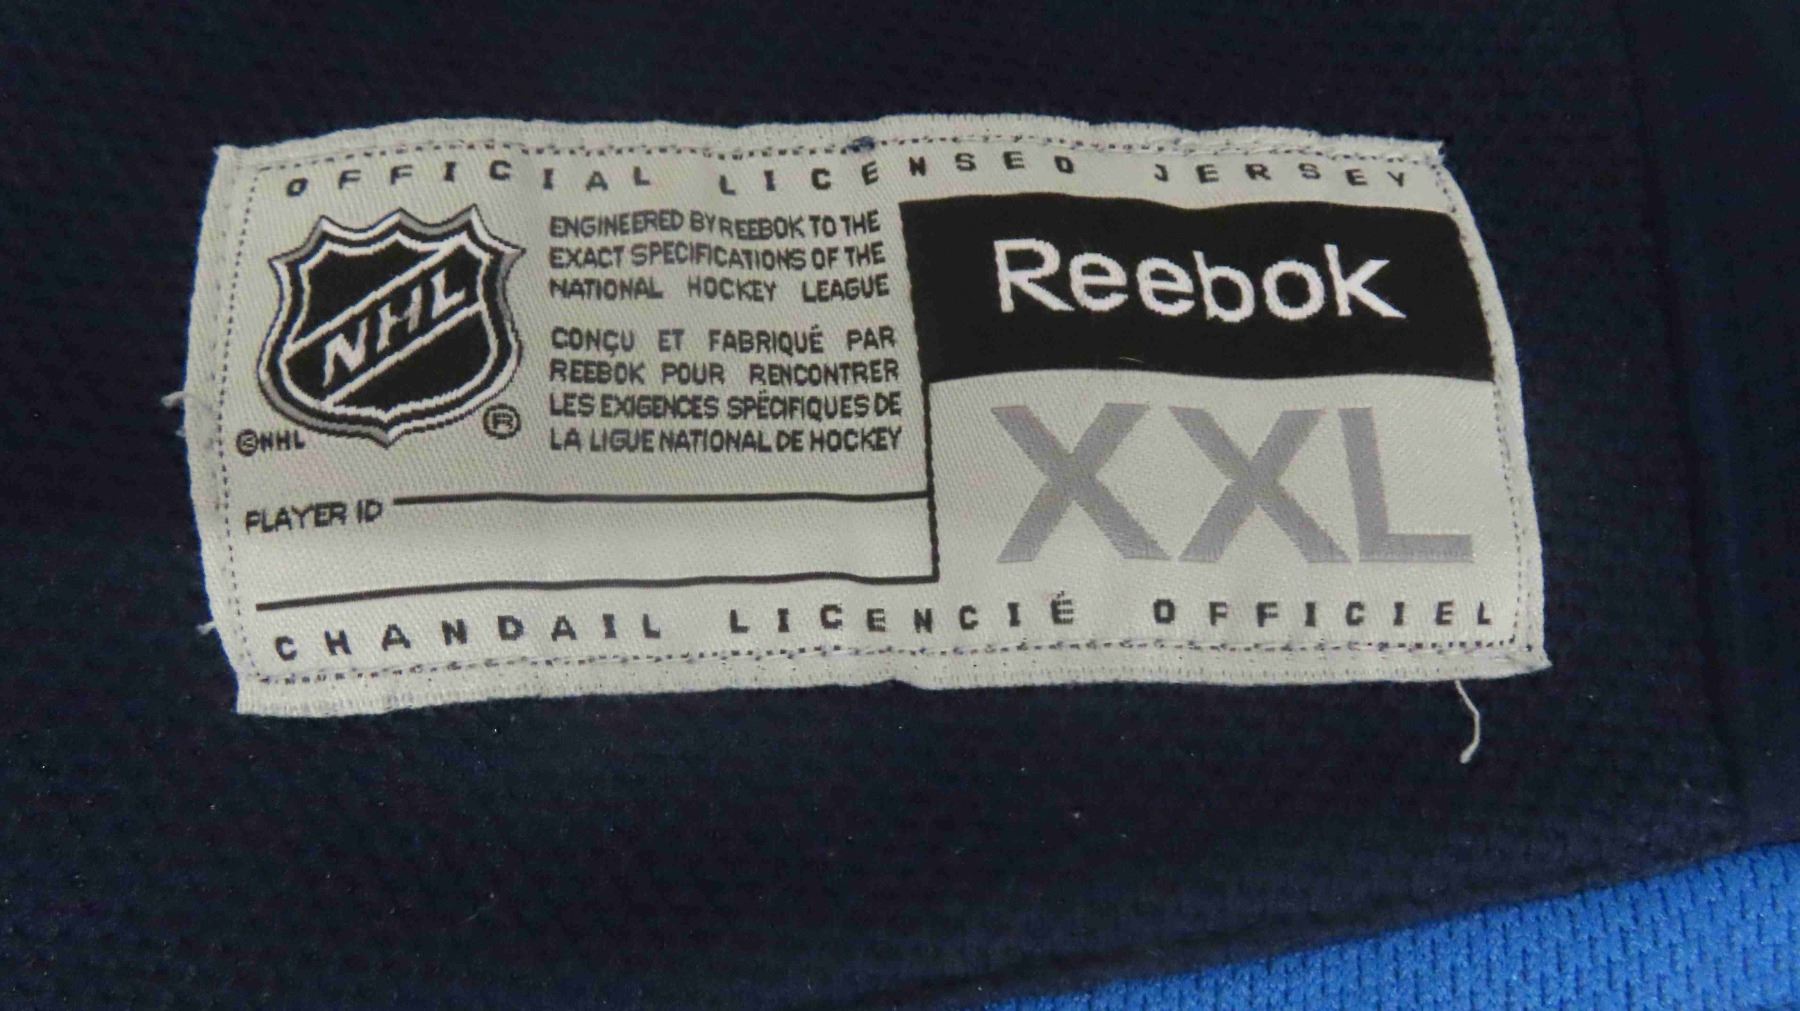 OFFICIAL LICENSED JERSEY
NHL
®
©NHL
ENGINEERED BY REEBOK TO THE
EXACT SPECIFICATIONS OF THE
NATIONAL HOCKEY LEAGUE
CONÇU ET FABRIQUÉ PAR
REEBOK POUR RENCONTRER
LES EXIGENCES SPÉCIFIQUES DE
LA LIGUE NATIONAL DE HOCKEY
Reebok
XXL
PLAYER ID
CHANDAIL LICENCIÉ OFFICIEL